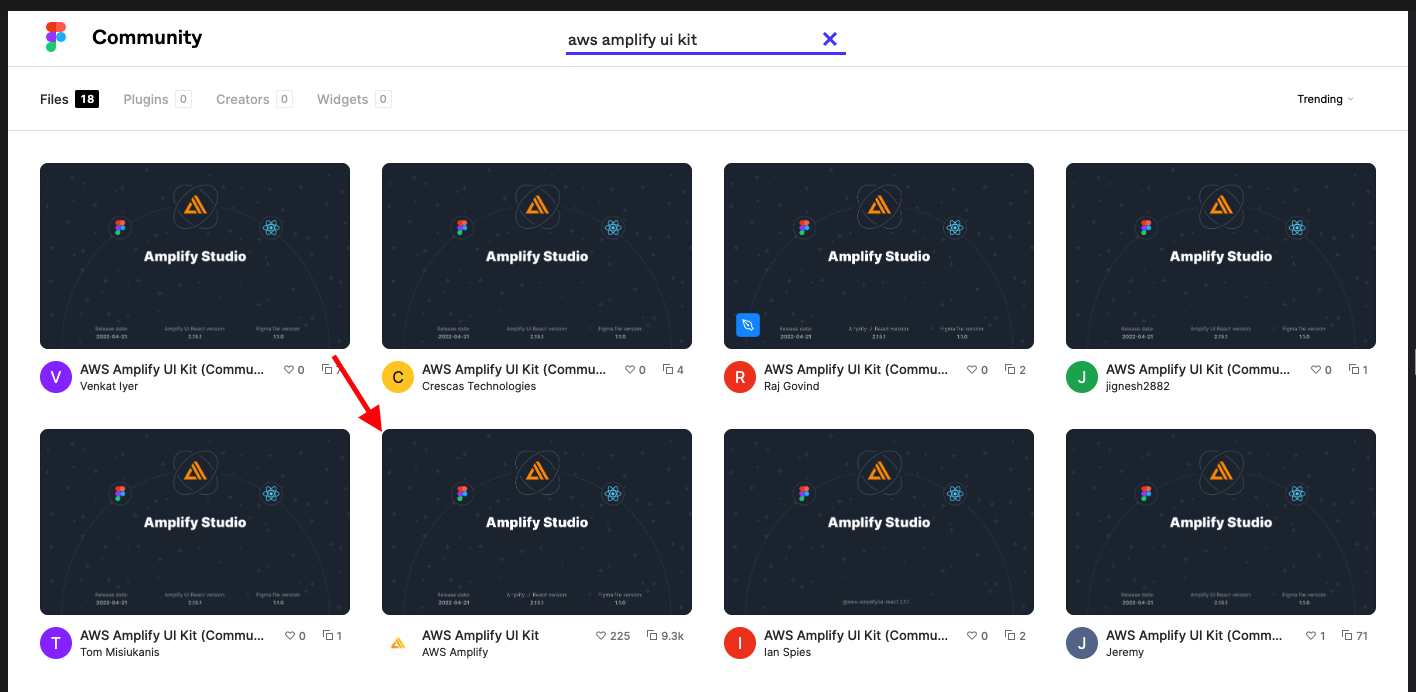 Community
aws amplify ui kit
Files 18 Plugins 0 Creators 0 Widgets 0
Trending
Amplify Studio
Release date: Amplify UI React version: Figma file version:
2022-04-21 2.15.1 1.1.0
V AWS Amplify UI Kit (Commu... 0 7
Venkat Iyer
Amplify Studio
Release date: Amplify UI React version: Figma file version:
2022-04-21 2.15.1 1.1.0
C AWS Amplify UI Kit (Commu... 0 4
Crescas Technologies
Amplify Studio
Release date: Amplify UI React version: Figma file version:
2022-04-21 2.15.1 1.1.0
R AWS Amplify UI Kit (Commu... 0 2
Raj Govind
Amplify Studio
Release date: Amplify UI React version: Figma file version:
2022-04-21 2.15.1 1.1.0
J AWS Amplify UI Kit (Commu... 0 1
jignesh2882
Amplify Studio
Release date: Amplify UI React version: Figma file version:
2022-04-21 2.15.1 1.1.0
T AWS Amplify UI Kit (Commu... 0 1
Tom Misiukanis
Amplify Studio
Release date: Amplify UI React version: Figma file version:
2022-04-21 2.15.1 1.1.0
AWS Amplify UI Kit 225 9.3k
AWS Amplify
Amplify Studio
I AWS Amplify UI Kit (Commu... 0 2
Ian Spies
Amplify Studio
Release date: Amplify UI React version: Figma file version:
2022-04-21 2.15.1 1.1.0
J AWS Amplify UI Kit (Comm... 1 71
Jeremy